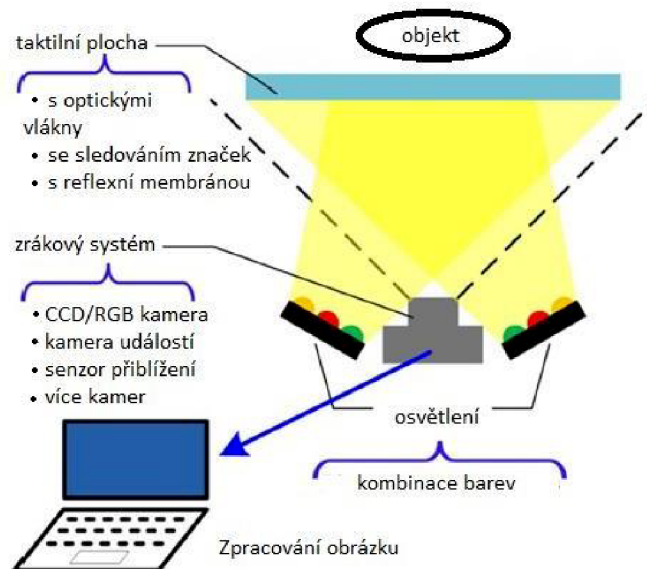 objekt
taktilní plocha
• s optickými
vlákny
• se sledováním značek
• s reflexní membránou
zrákový systém
• CCD/RGB kamera
• kamera událostí
• senzor přiblížení
• více kamer
osvětlení
kombinace barev
Zpracování obrázku